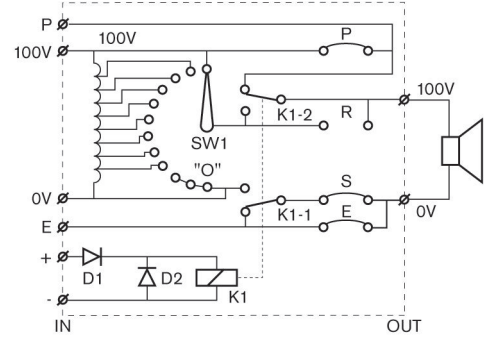 P
100V
100V
P
100V
K1-2
R
SW1
"O"
0V
S
K1-1
E
0V
E
+
D1
D2
K1
-
IN
OUT